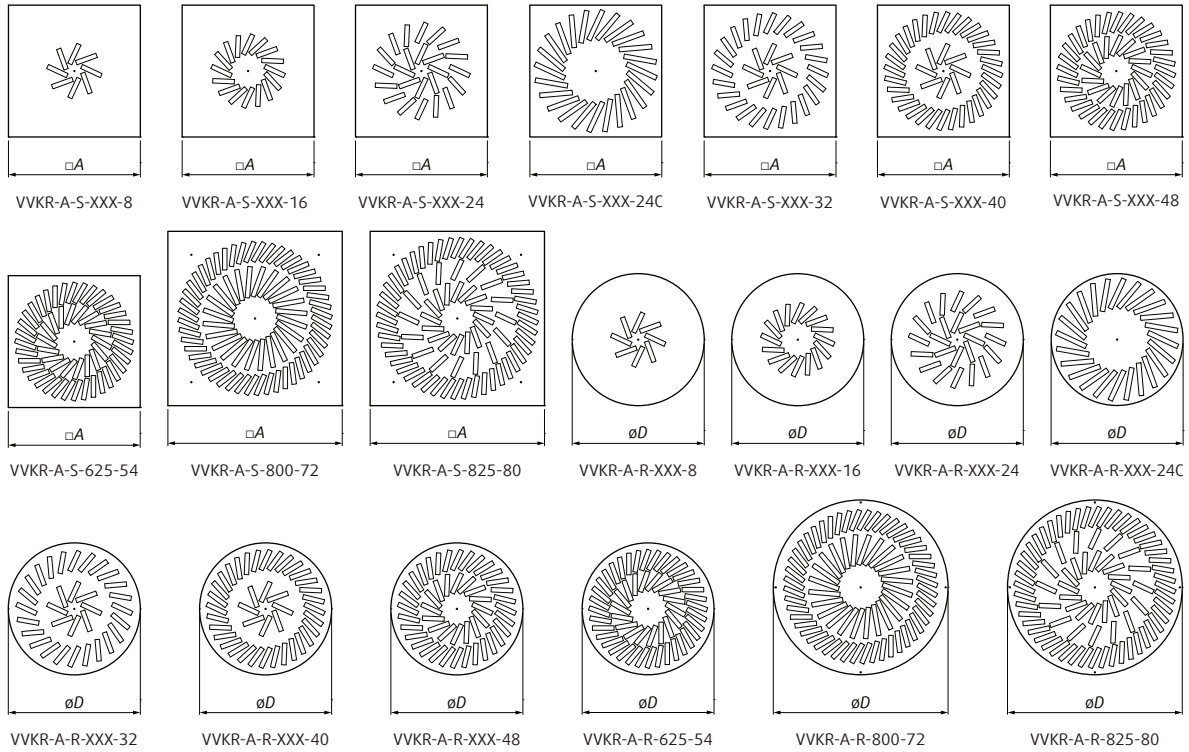 □A □A □A □A □A □A □A
VVKR-A-S-XXX-8 VVKR-A-S-XXX-16 VVKR-A-S-XXX-24 VVKR-A-S-XXX-24C VVKR-A-S-XXX-32 VVKR-A-S-XXX-40 VVKR-A-S-XXX-48
□A □A □A øD øD øD øD
VVKR-A-S-625-54 VVKR-A-S-800-72 VVKR-A-S-825-80 VVKR-A-R-XXX-8 VVKR-A-R-XXX-16 VVKR-A-R-XXX-24 VVKR-A-R-XXX-24C
øD øD øD øD øD øD
VVKR-A-R-XXX-32 VVKR-A-R-XXX-40 VVKR-A-R-XXX-48 VVKR-A-R-625-54 VVKR-A-R-800-72 VVKR-A-R-825-80